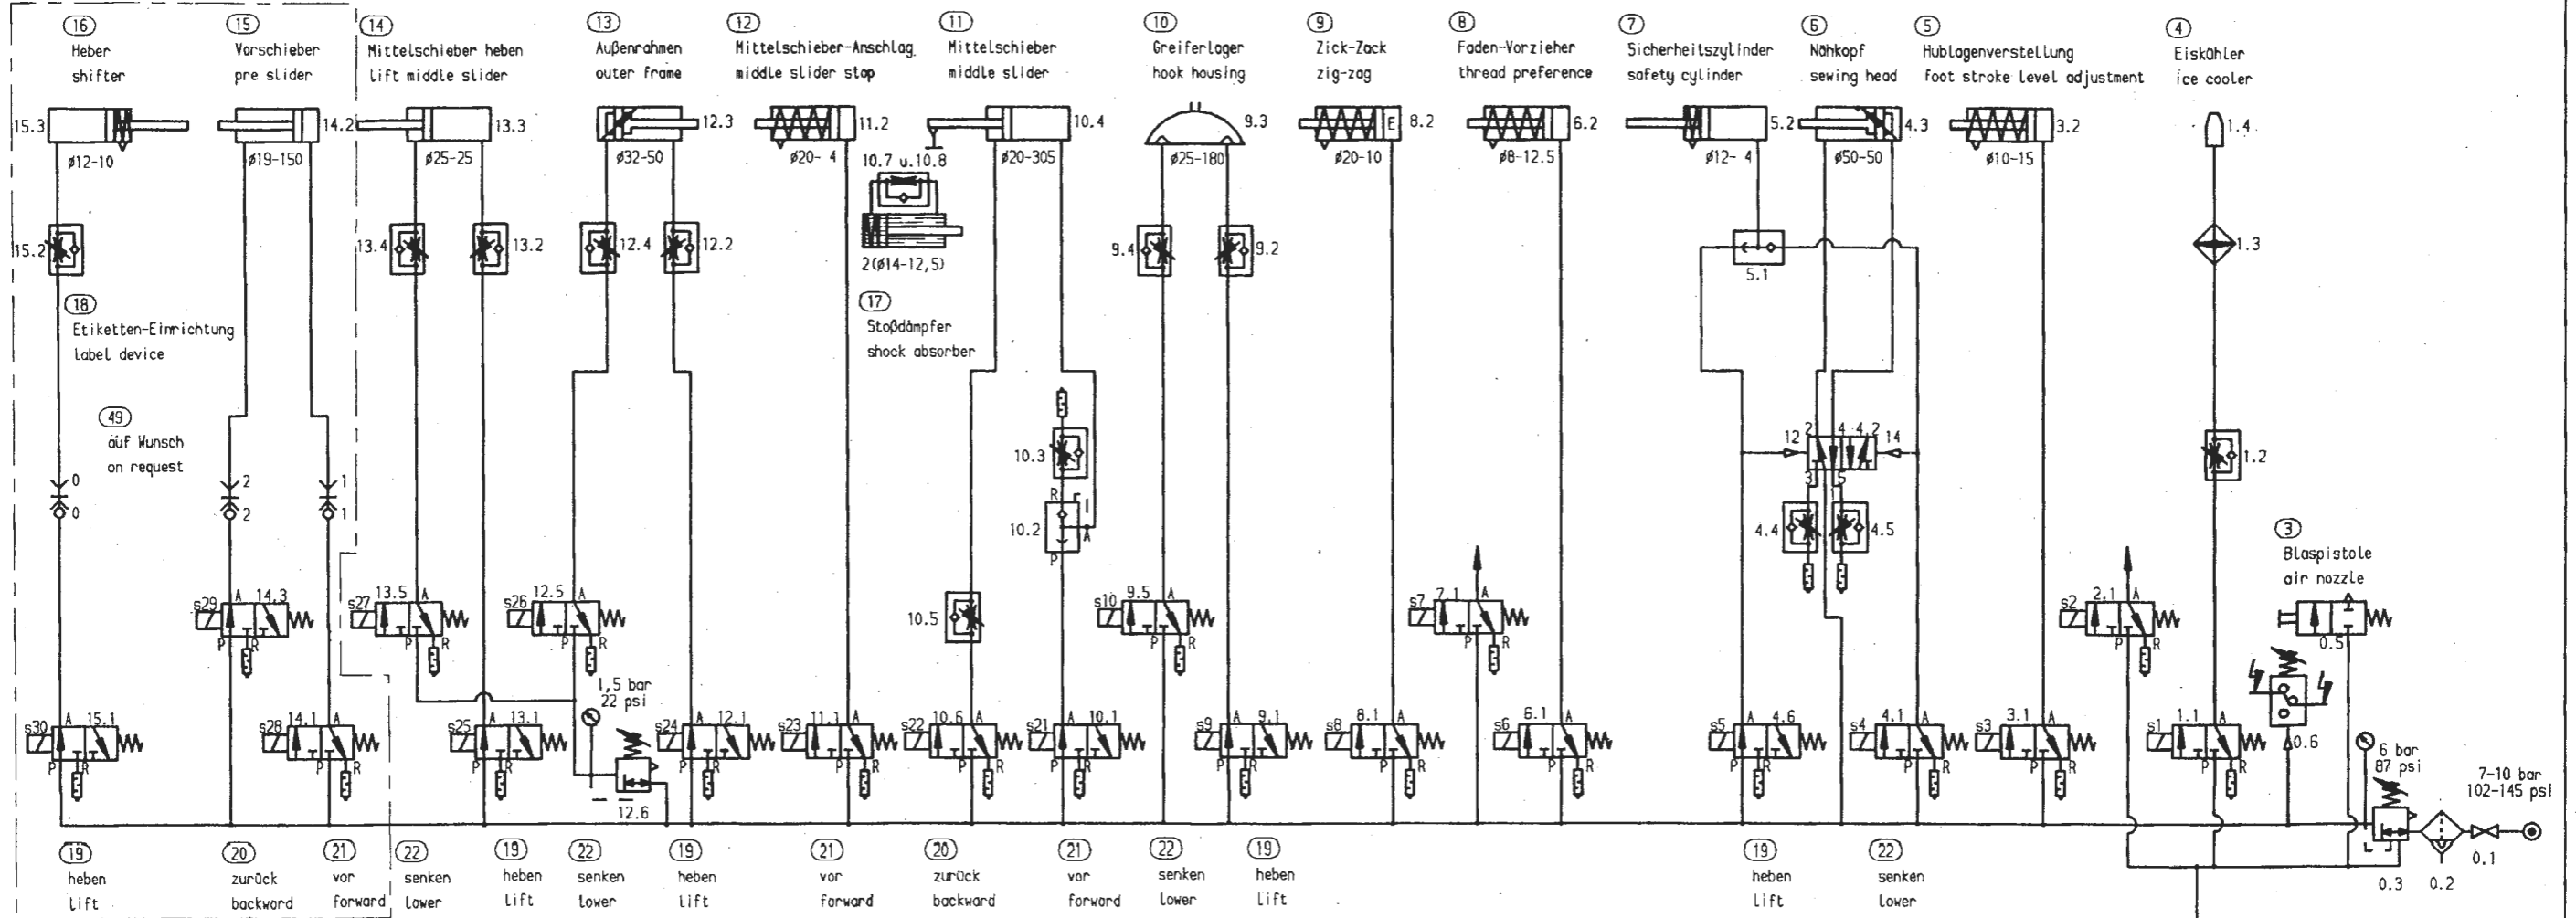 16
Heber
shifter
15
Vorschieber
pre slider
14
Mittelschieber heben
Lift middle slider
13
Außenrahmen
outer frame
12
Mittelschieber-Anschlag
middle slider stop
11
Mittelschieber
middle slider
10
Greiferlager
hook housing
9
Zick-Zack
zig-zag
8
Faden-Vorzieher
thread preference
7
Sicherheitszylinder
safety cylinder
6
Nähkopf
sewing head
5
Hublagenverstellung
foot stroke level adjustment
4
Eiskühler
ice cooler
15.3
14.2
13.3
12.3
11.2
10.4
9.3
E
8.2
6.2
5.2
4.3
3.2
1.4
ø12-10
ø19-150
ø25-25
ø32-50
ø20- 4
10.7 u.10.8
ø20-305
ø25-180
ø20-10
ø8-12.5
ø12- 4
ø50-50
ø10-15
15.2
13.4
13.2
12.4
12.2
2(ø14-12,5)
9.4
9.2
5.1
1.3
18
Etiketten-Einrichtung
label device
17
Stoßdämpfer
shock absorber
49
auf Wunsch
on request
10.3
12
2
4
4.2
14
3
1
5
1.2
0
0
2
2
1
1
R
10.2
A
P
4.4
4.5
3
Blaspistole
air nozzle
s29
A
14.3
P
R
s27
13.5
A
P
R
s26
12.5
A
P
R
10.5
s10
9.5
A
P
R
s7
7.1
A
P
R
s2
2.1
A
P
R
0.5
1,5 bar
22 psi
s30
A
15.1
P
R
s28
14.1
A
P
R
s25
13.1
A
P
R
12.6
s24
12.1
A
P
R
s23
11.1
A
P
R
s22
10.6
A
P
R
s21
10.1
A
P
R
s9
9.1
A
P
R
s8
8.1
A
P
R
s6
6.1
A
P
R
s5
4.6
A
P
R
s4
4.1
A
P
R
s3
3.1
A
P
R
s1
1.1
A
P
R
0.6
6 bar
87 psi
7-10 bar
102-145 psi
0.1
0.2
0.3
19
heben
Lift
20
zurück
backward
21
vor
forward
22
senken
Lower
19
heben
Lift
22
senken
Lower
19
heben
Lift
21
vor
forward
20
zurück
backward
21
vor
forward
22
senken
Lower
19
heben
Lift
19
heben
Lift
22
senken
Lower